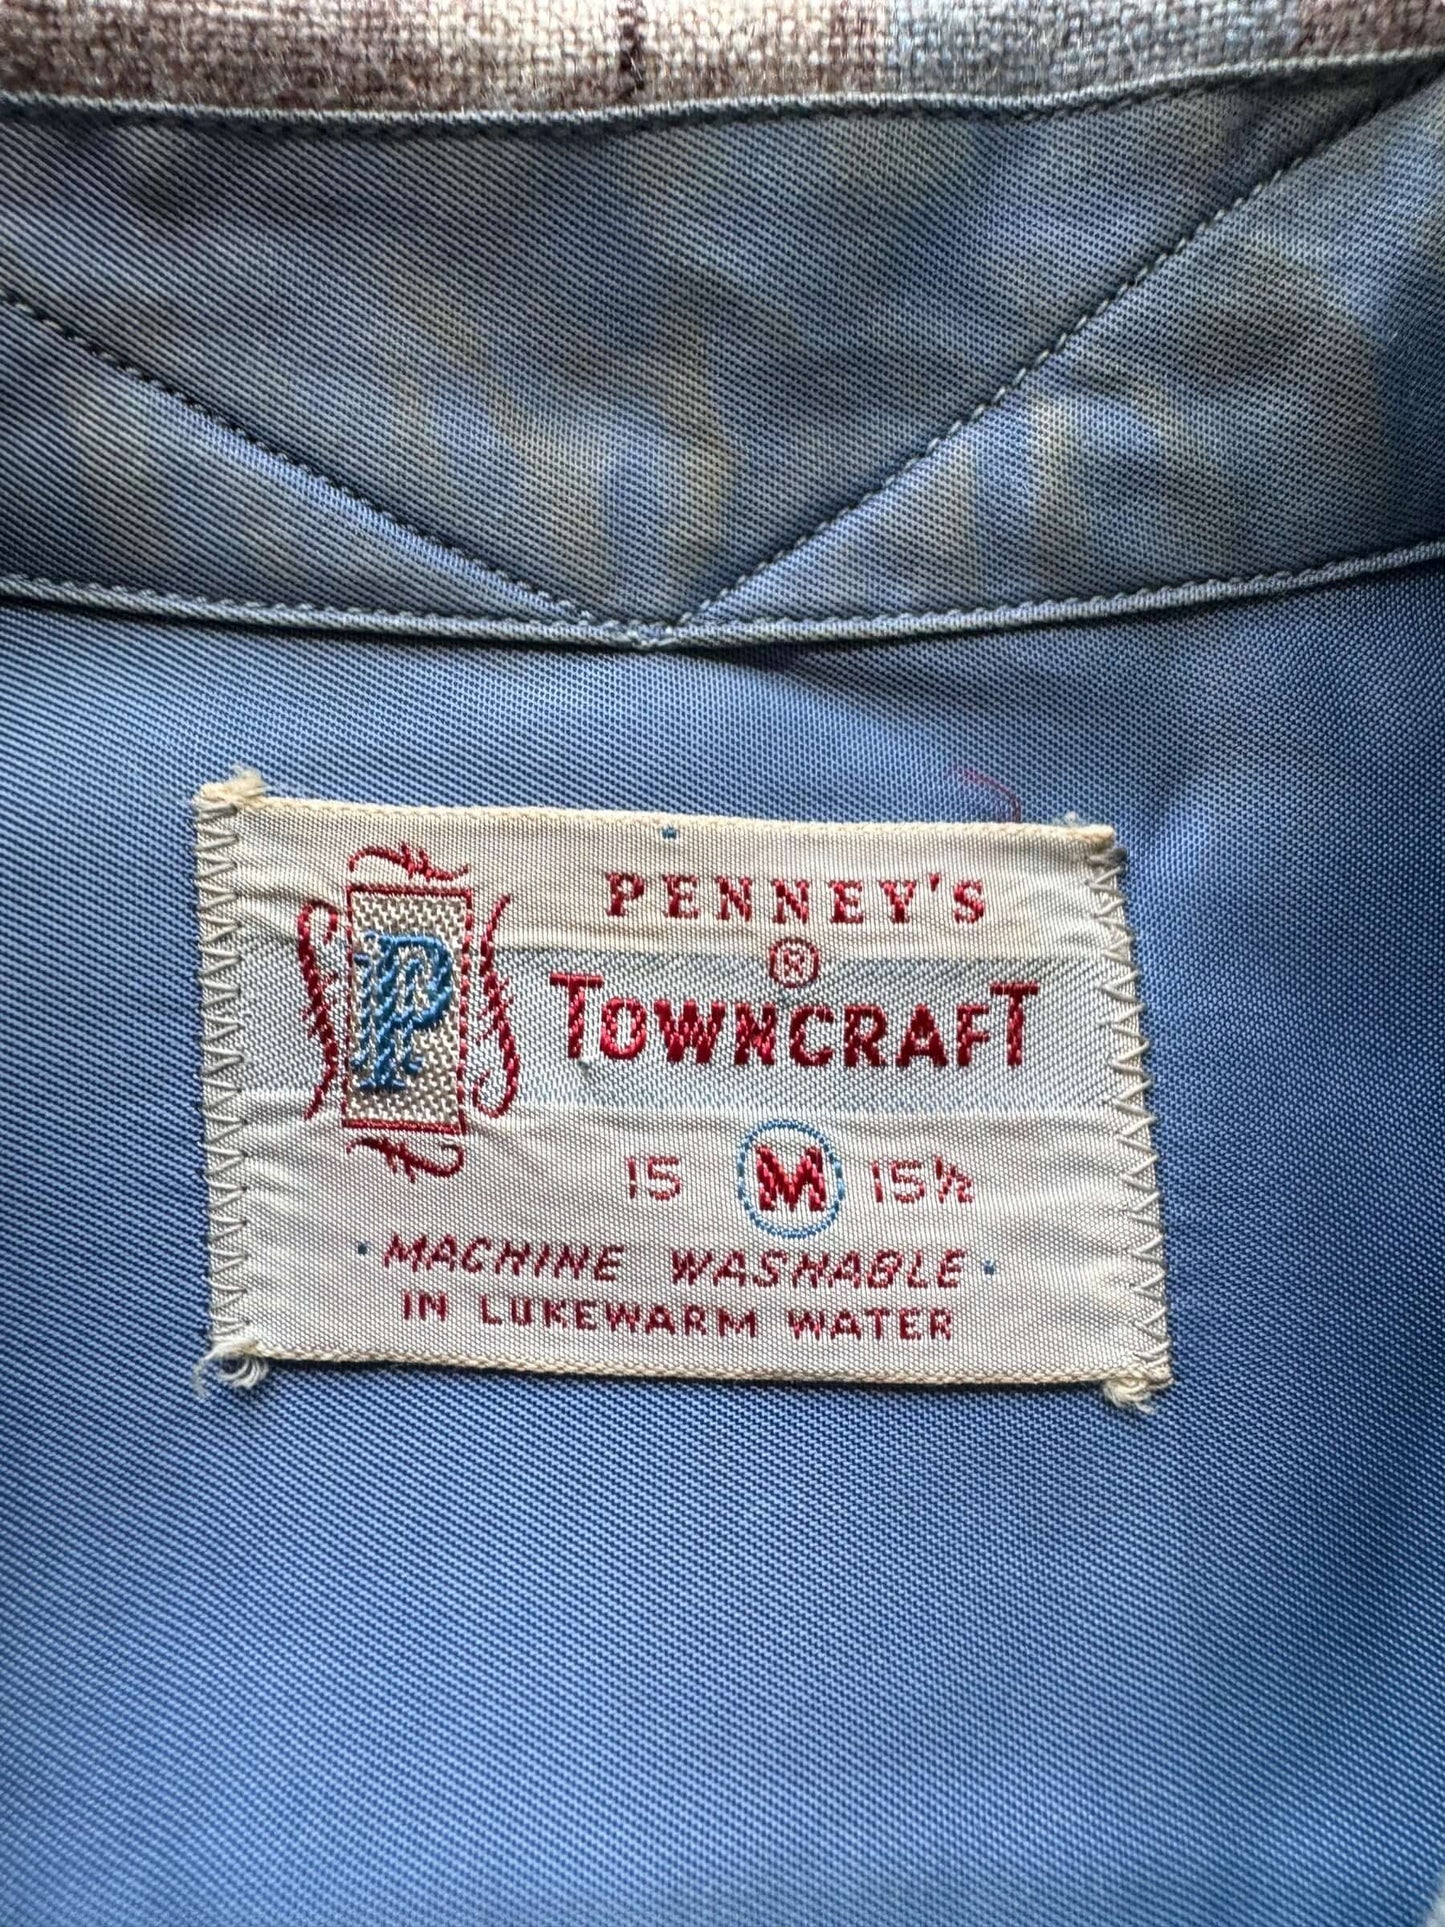 PENNEY'S
®
TOWNCRAFT
P
15 M 15½
· MACHINE WASHABLE ·
IN LUKEWARM WATER